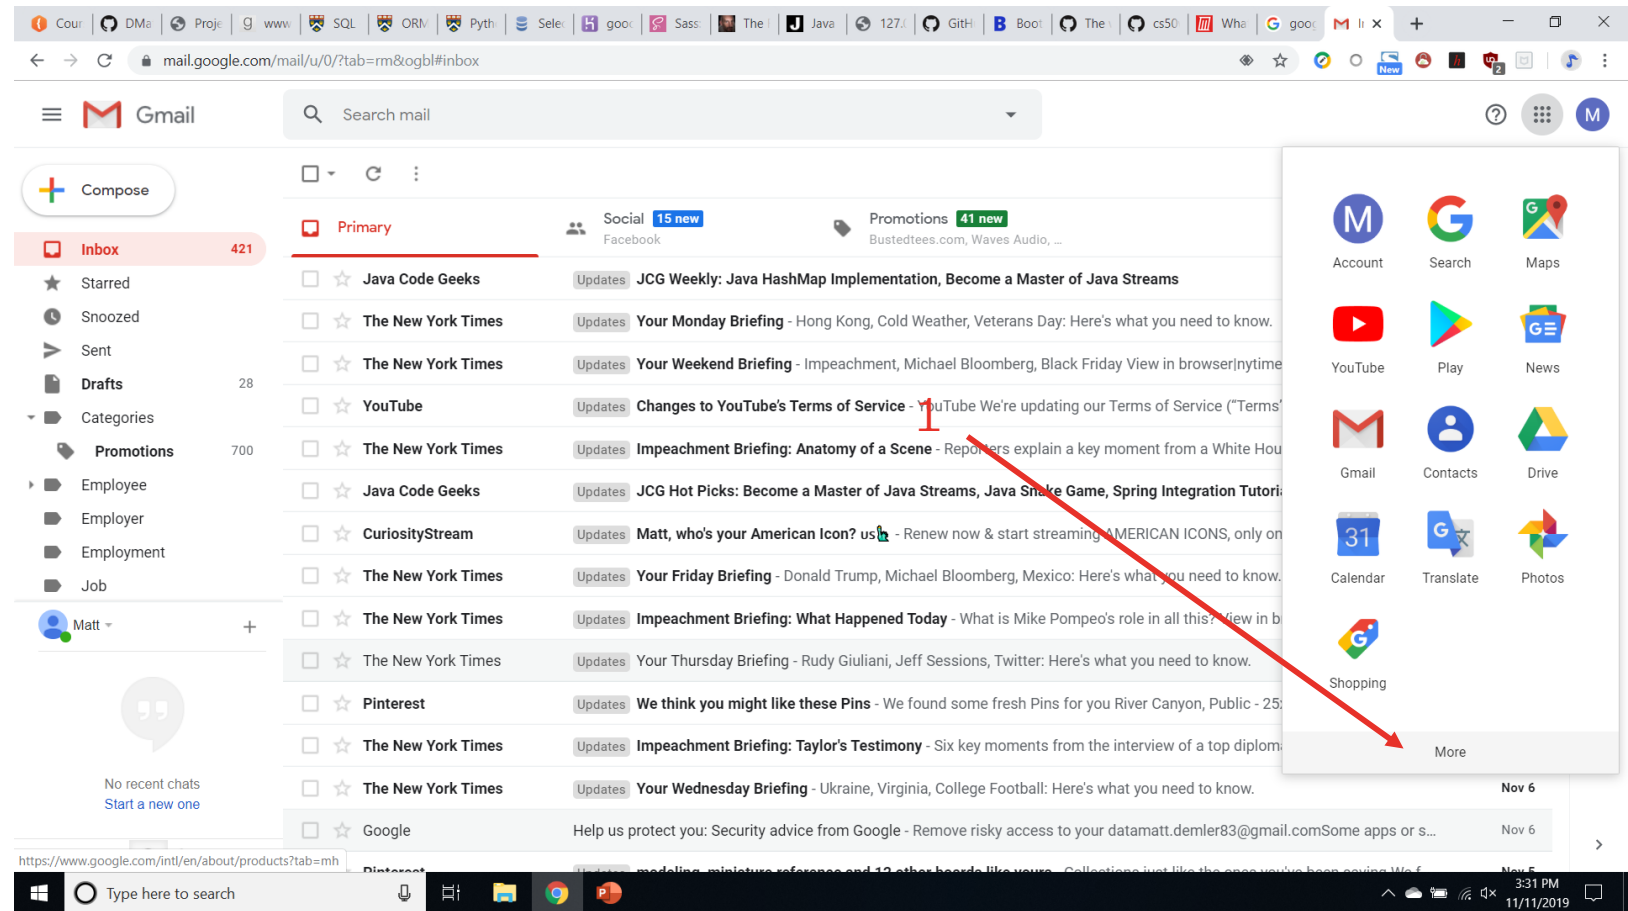 Cour
DMa
Proje
www
SQL
ORM
Pyth
Selec
gooc
Sass
The
Java
127.0
GitH
Boot
The
cs50
Wha
goog
mail.google.com/mail/u/0/?tab=rm&ogbl#inbox
New
2
Gmail
Search mail
M
Compose
Primary
Social 15 new
Facebook
Promotions 41 new
Bustedtees.com, Waves Audio, ...
Inbox 421
Starred
Snoozed
Sent
Drafts 28
Categories
Promotions 700
Employee
Employer
Employment
Job
Matt
No recent chats
Start a new one
https://www.google.com/intl/en/about/products?tab=mh
Java Code Geeks Updates JCG Weekly: Java HashMap Implementation, Become a Master of Java Streams
The New York Times Updates Your Monday Briefing - Hong Kong, Cold Weather, Veterans Day: Here's what you need to know.
The New York Times Updates Your Weekend Briefing - Impeachment, Michael Bloomberg, Black Friday View in browser|nytime
YouTube Updates Changes to YouTube's Terms of Service - YouTube We're updating our Terms of Service ("Terms"
1
The New York Times Updates Impeachment Briefing: Anatomy of a Scene - Reporters explain a key moment from a White Hou
Java Code Geeks Updates JCG Hot Picks: Become a Master of Java Streams, Java Snake Game, Spring Integration Tutori
CuriosityStream Updates Matt, who's your American Icon? us - Renew now & start streaming AMERICAN ICONS, only on
The New York Times Updates Your Friday Briefing - Donald Trump, Michael Bloomberg, Mexico: Here's what you need to know.
The New York Times Updates Impeachment Briefing: What Happened Today - What is Mike Pompeo's role in all this? View in b
The New York Times Updates Your Thursday Briefing - Rudy Giuliani, Jeff Sessions, Twitter: Here's what you need to know.
Pinterest Updates We think you might like these Pins - We found some fresh Pins for you River Canyon, Public - 25
The New York Times Updates Impeachment Briefing: Taylor's Testimony - Six key moments from the interview of a top diplom
The New York Times Updates Your Wednesday Briefing - Ukraine, Virginia, College Football: Here's what you need to know. Nov 6
Google Help us protect you: Security advice from Google - Remove risky access to your datamatt.demler83@gmail.comSome apps or s... Nov 6
M
Account
Search
Maps
YouTube
Play
News
Gmail
Contacts
Drive
31
Calendar
Translate
Photos
Shopping
More
Type here to search
3:31 PM
11/11/2019